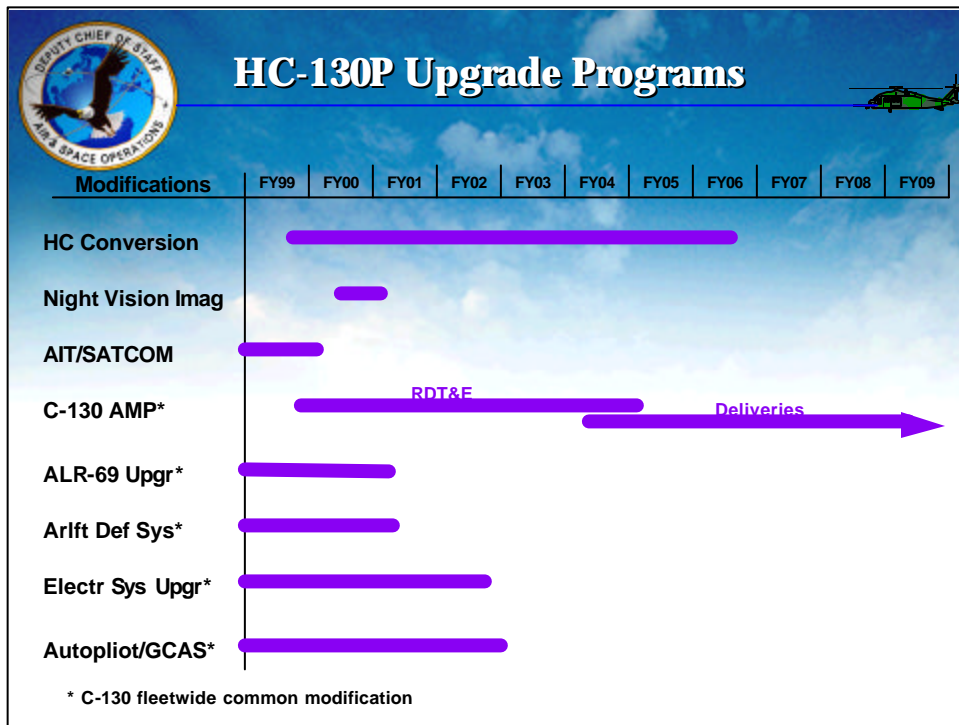 DEPUTY CHIEF OF STAFF
AIR & SPACE OPERATIONS
HC-130P Upgrade Programs
Modifications FY99 FY00 FY01 FY02 FY03 FY04 FY05 FY06 FY07 FY08 FY09
HC Conversion
Night Vision Imag
AIT/SATCOM
RDT&E
C-130 AMP*
Deliveries
ALR-69 Upgr*
Arlft Def Sys*
Electr Sys Upgr*
Autopliot/GCAS*
* C-130 fleetwide common modification